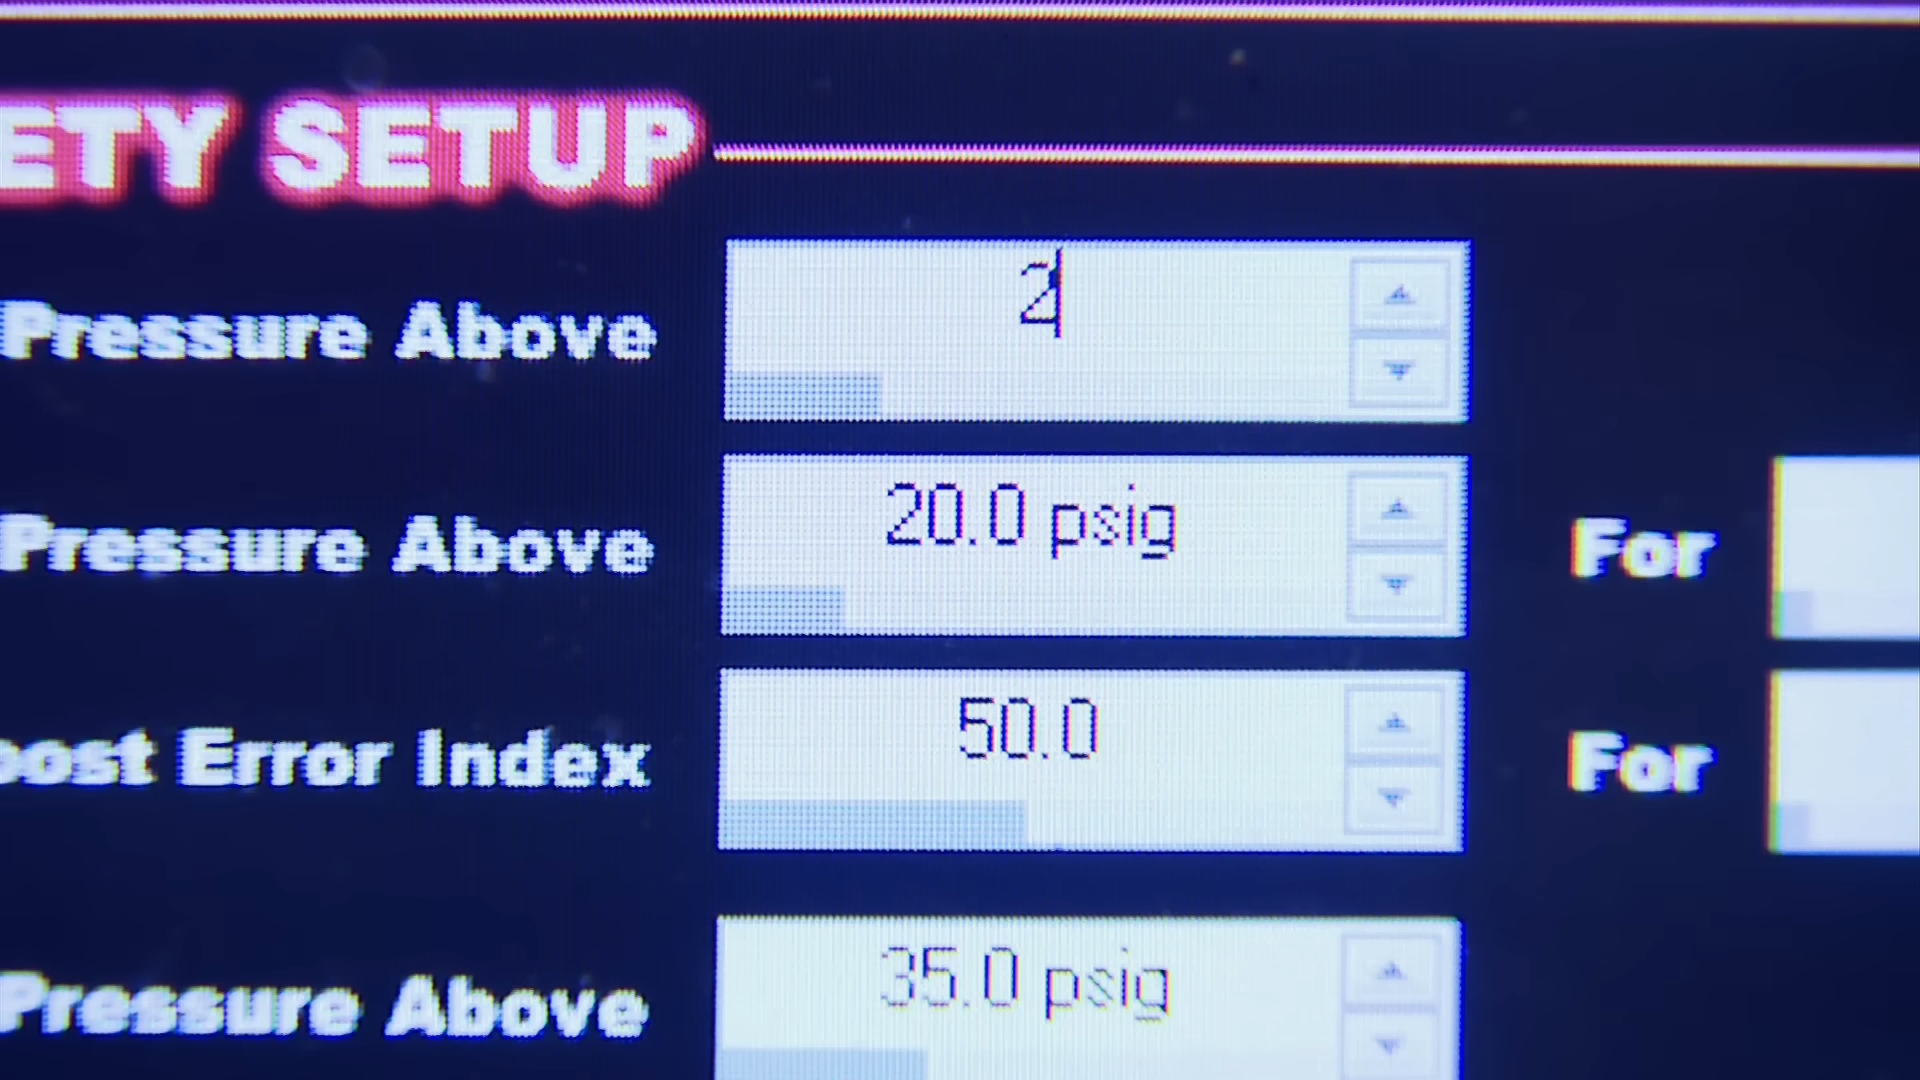 ETY SETUP
Pressure Above 2
Pressure Above 20.0 psig For
oost Error Index 50.0 For
Pressure Above 35.0 psig